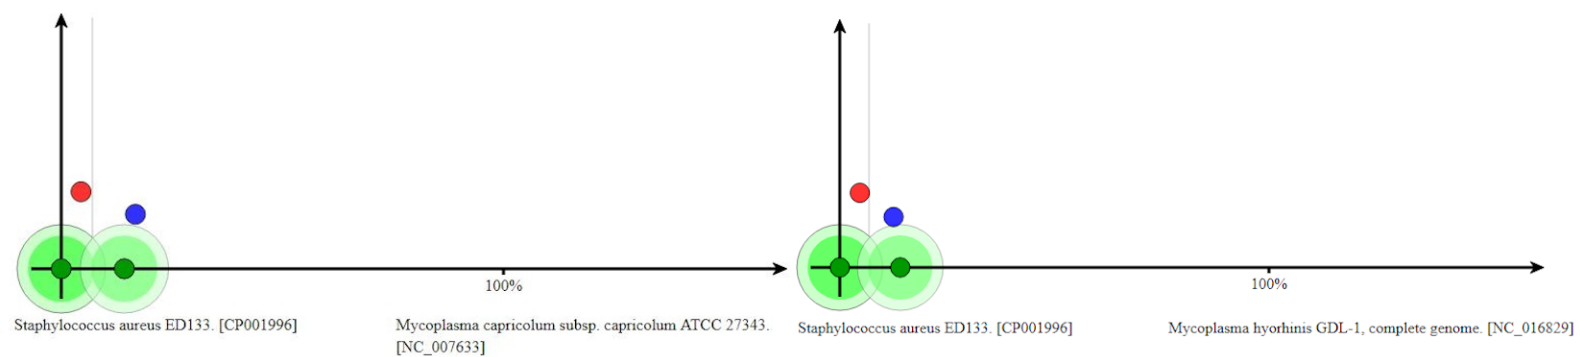 100%
Staphylococcus aureus ED133. [CP001996]
Mycoplasma capricolum subsp. capricolum ATCC 27343.
[NC_007633]
100%
Staphylococcus aureus ED133. [CP001996]
Mycoplasma hyorhinis GDL-1, complete genome. [NC_016829]